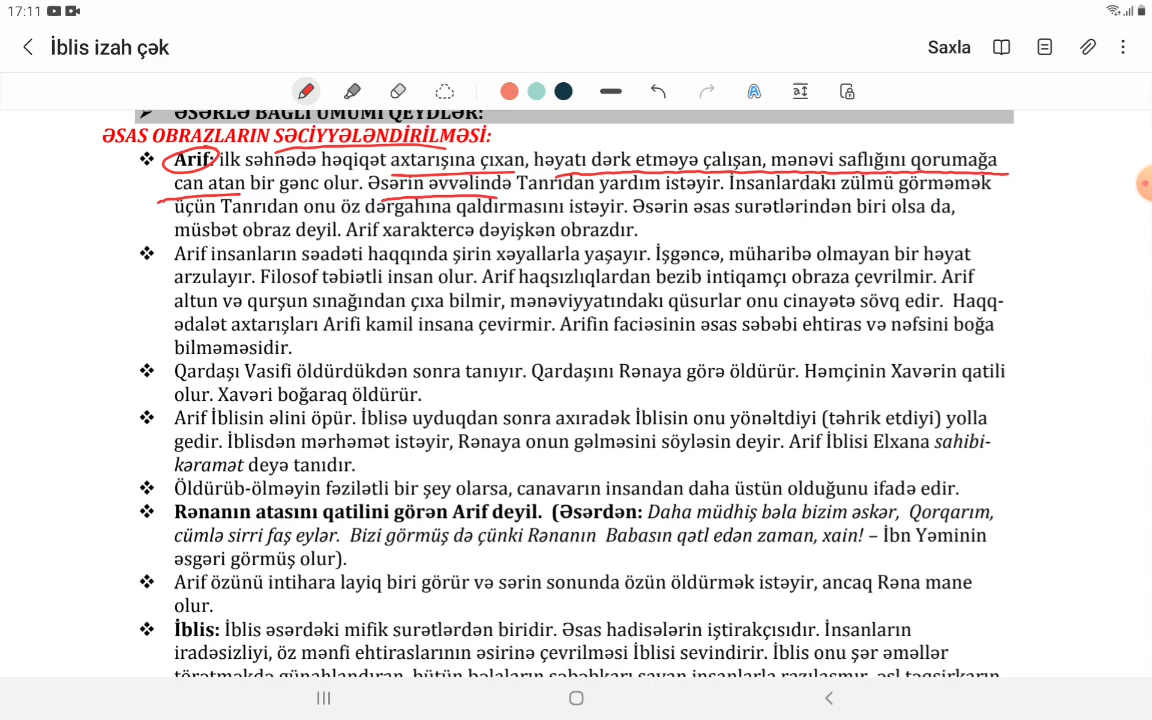 17:11
İblis izah çək
Saxla
ƏSƏRLƏ BAĞLI ÜMUMİ QEYDLƏR:
ƏSAS OBRAZLARIN SƏCİYYƏLƏNDİRİLMƏSİ:
❖ Arif: ilk səhnədə həqiqət axtarışına çıxan, həyatı dərk etməyə çalışan, mənəvi saflığını qorumağa
can atan bir gənc olur. Əsərin əvvəlində Tanrıdan yardım istəyir. İnsanlardakı zülmü görməmək
üçün Tanrıdan onu öz dərgahına qaldırmasını istəyir. Əsərin əsas surətlərindən biri olsa da,
müsbət obraz deyil. Arif xaraktercə dəyişkən obrazdır.
❖ Arif insanların səadəti haqqında şirin xəyallarla yaşayır. İşgəncə, müharibə olmayan bir həyat
arzulayır. Filosof təbiətli insan olur. Arif haqsızlıqlardan bezib intiqamçı obraza çevrilmir. Arif
altun və qurşun sınağından çıxa bilmir, mənəviyyatındakı qüsurlar onu cinayətə sövq edir. Haqq-
ədalət axtarışları Arifi kamil insana çevirmir. Arifin faciəsinin əsas səbəbi ehtiras və nəfsini boğa
bilməməsidir.
❖ Qardaşı Vasifi öldürdükdən sonra tanıyır. Qardaşını Rənaya görə öldürür. Həmçinin Xavərin qatili
olur. Xavəri boğaraq öldürür.
❖ Arif İblisin əlini öpür. İblisə uyduqdan sonra axıradək İblisin onu yönəltdiyi (təhrik etdiyi) yolla
gedir. İblisdən mərhəmət istəyir, Rənaya onun gəlməsini söyləsin deyir. Arif İblisi Elxana sahibi-
kəramət deyə tanıdır.
❖ Öldürüb-ölməyin fəzilətli bir şey olarsa, canavarın insandan daha üstün olduğunu ifadə edir.
❖ Rənanın atasını qatilini görən Arif deyil. (Əsərdən: Daha müdhiş bəla bizim əskər, Qorqarım,
cümlə sirri faş eylər. Bizi görmüş də çünki Rənanın Babasın qətl edən zaman, xain! – İbn Yəminin
əsgəri görmüş olur).
❖ Arif özünü intihara layiq biri görür və sərin sonunda özün öldürmək istəyir, ancaq Rəna mane
olur.
❖ İblis: İblis əsərdəki mifik surətlərdən biridir. Əsas hadisələrin iştirakçısıdır. İnsanların
iradəsizliyi, öz mənfi ehtiraslarının əsirinə çevrilməsi İblisi sevindirir. İblis onu şər əməllər
törətməkdə günahlandıran, bütün bəlaların səbəbkarı sayan insanlarla razılaşmır, əsl təqsirkarın